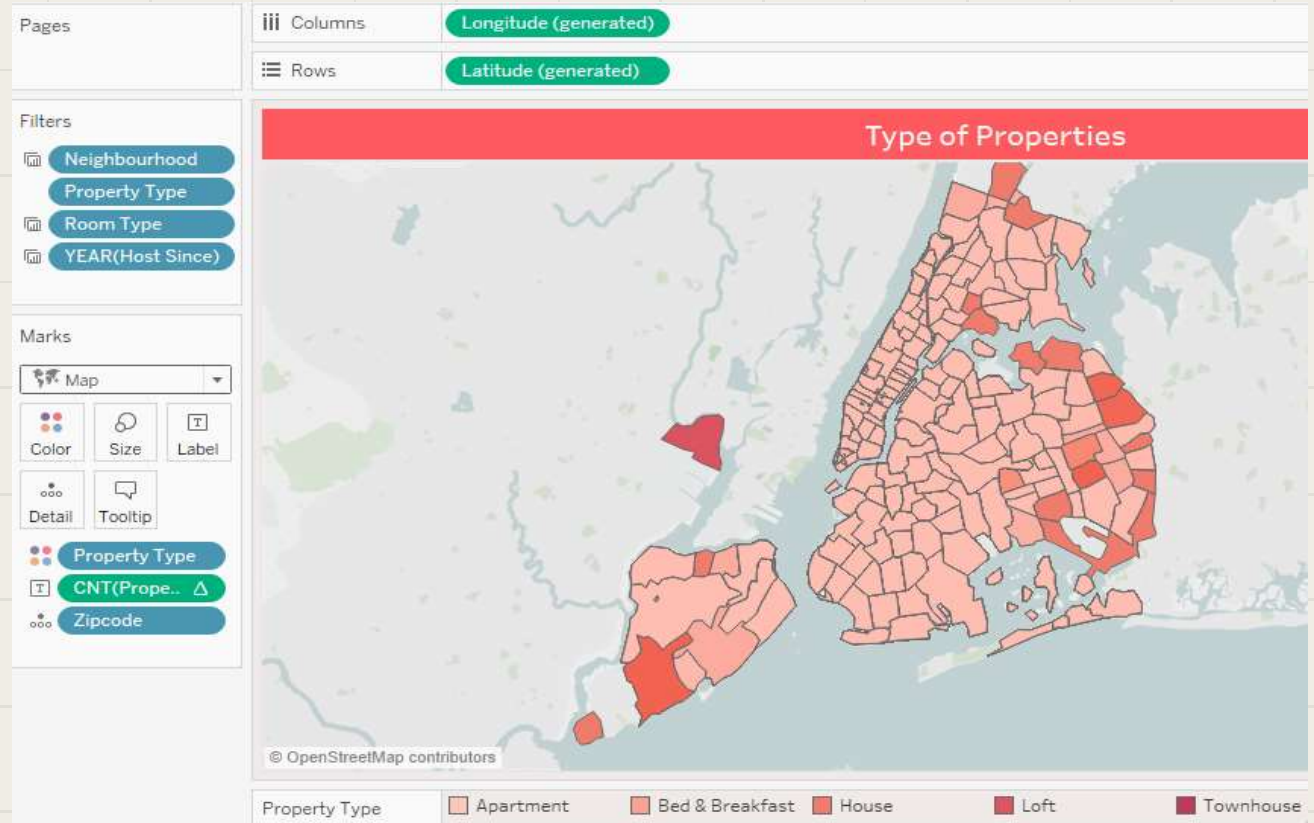 Pages
Columns
Longitude (generated)
Rows
Latitude (generated)
Filters
Neighbourhood
Property Type
Room Type
YEAR(Host Since)
Marks
Map
Color
Size
T
Label
Detail
Tooltip
Property Type
T
CNT(Prope.. Δ
Zipcode
Type of Properties
© OpenStreetMap contributors
Property Type
Apartment
Bed & Breakfast
House
Loft
Townhouse